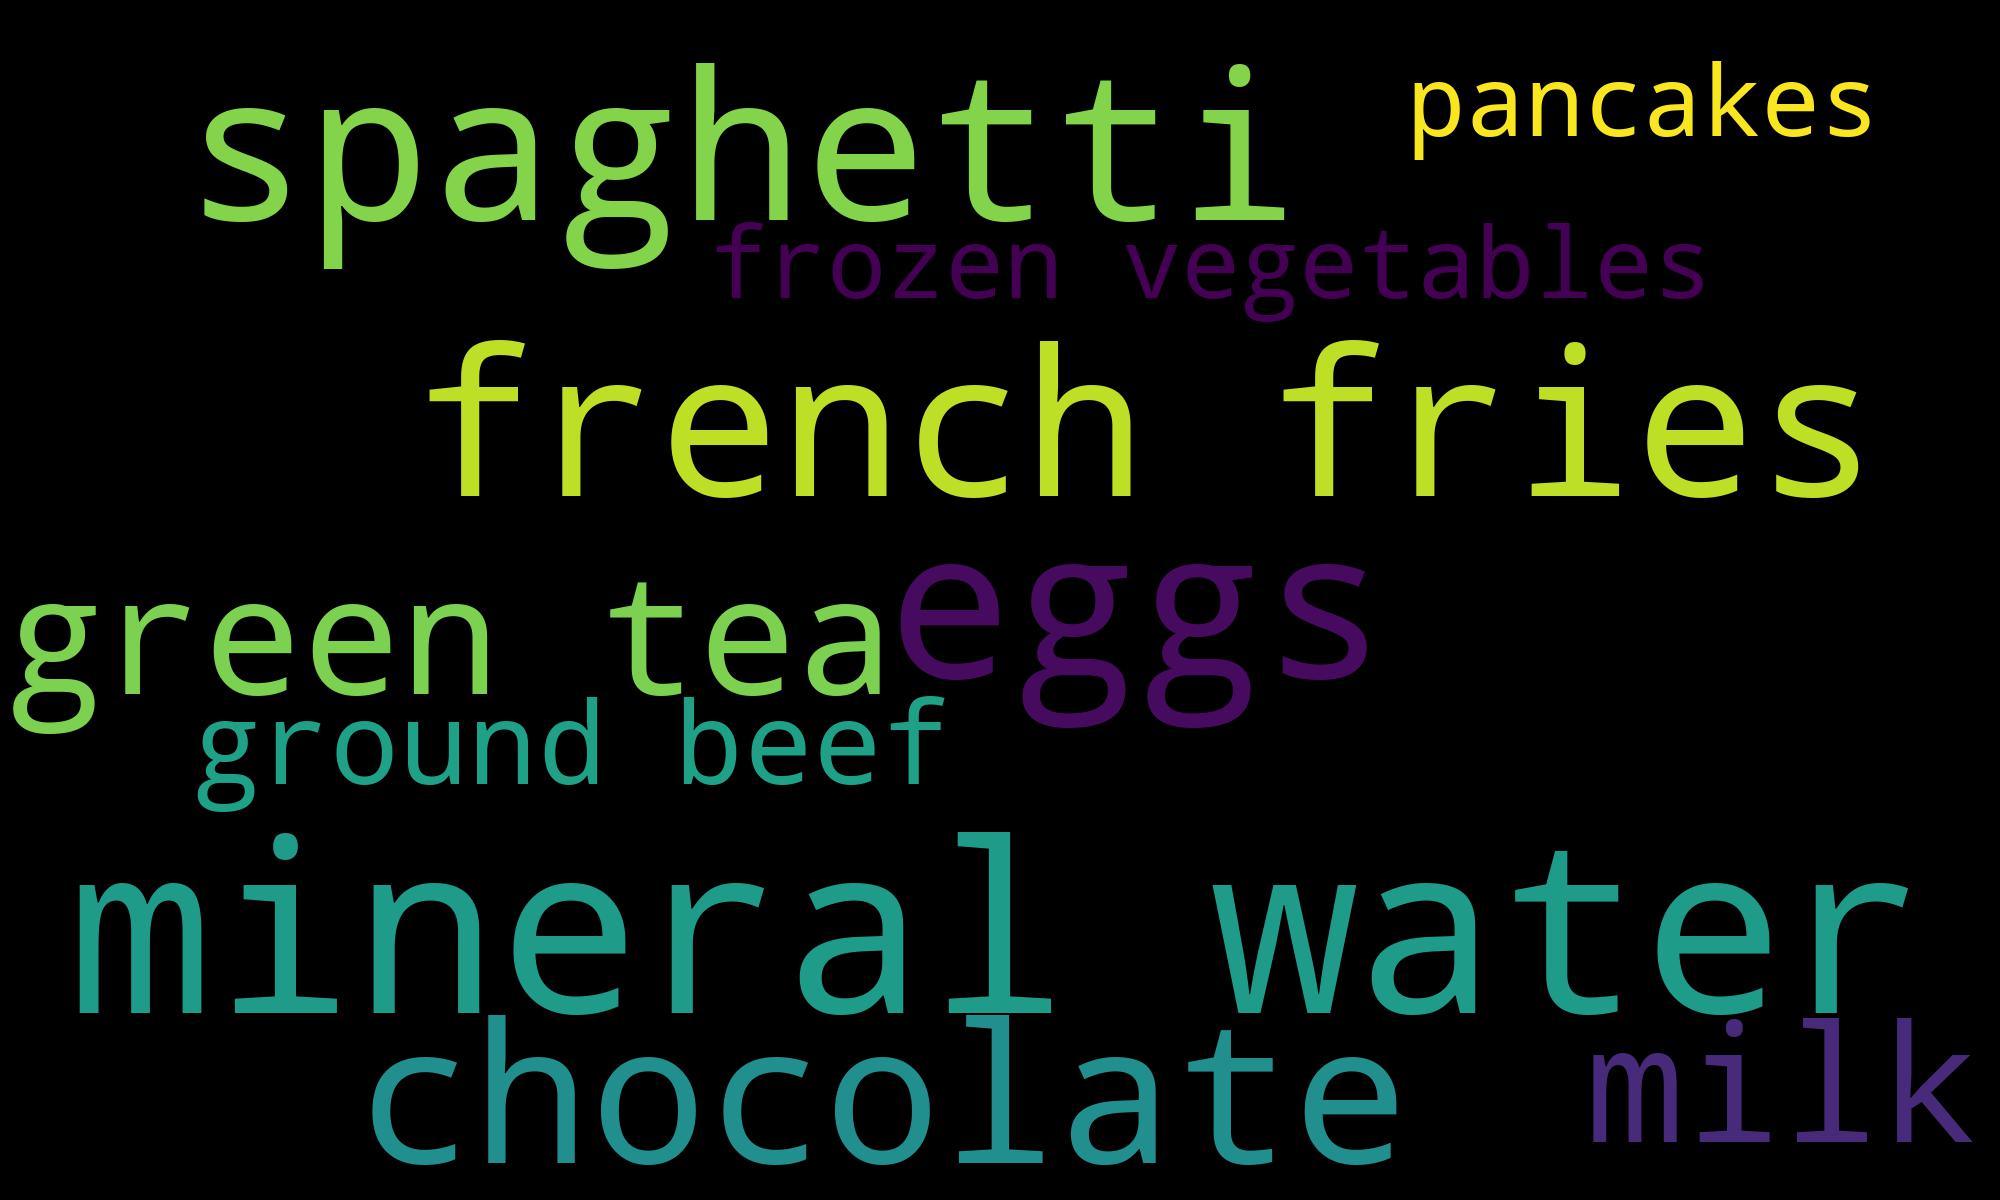 spaghetti
pancakes
frozen vegetables
french fries
green tea
eggs
ground beef
mineral water
chocolate
milk